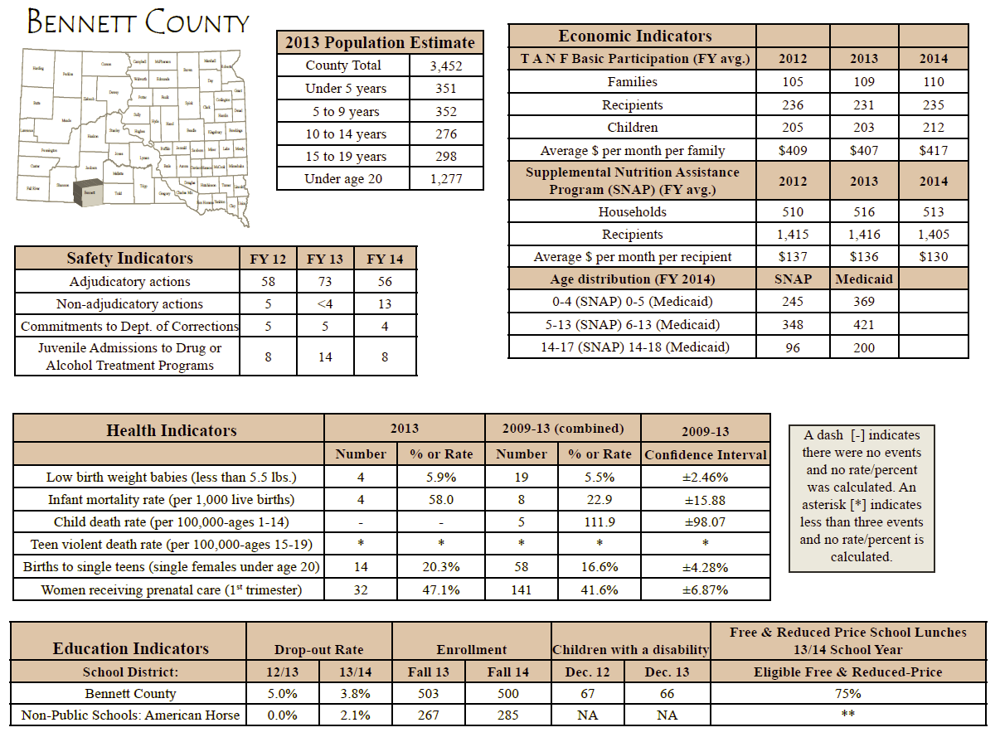 BENNETT COUNTY
Harding
Perkins
Corson
Campbell
McPherson
Brown
Marshall
Roberts
Walworth
Edmunds
Day
Dewey
Potter
Faulk
Spink
Grant
Codington
Butte
Ziebach
Clark
Deuel
Hamlin
Sully
Meade
Hyde
Hand
Lawrence
Stanley
Hughes
Beadle
Kingsbury
Brookings
Haakon
Pennington
Buffalo
Jerauld
Sanborn
Miner
Lake
Moody
Jones
Lyman
Custer
Jackson
Brule
Aurora
Davison
Hanson
McCook
Minnehaha
Mellette
Fall River
Shannon
Bennett
Todd
Tripp
Gregory
Charles Mix
Douglas
Hutchinson
Turner
Lincoln
Bon Homme
Yankton
Clay
Union
2013 Population Estimate
County Total 3,452
Under 5 years 351
5 to 9 years 352
10 to 14 years 276
15 to 19 years 298
Under age 20 1,277
Economic Indicators
T A N F Basic Participation (FY avg.) 2012 2013 2014
Families 105 109 110
Recipients 236 231 235
Children 205 203 212
Average $ per month per family $409 $407 $417
Supplemental Nutrition Assistance
Program (SNAP) (FY avg.) 2012 2013 2014
Households 510 516 513
Recipients 1,415 1,416 1,405
Average $ per month per recipient $137 $136 $130
Age distribution (FY 2014) SNAP Medicaid
0-4 (SNAP) 0-5 (Medicaid) 245 369
5-13 (SNAP) 6-13 (Medicaid) 348 421
14-17 (SNAP) 14-18 (Medicaid) 96 200
Safety Indicators FY 12 FY 13 FY 14
Adjudicatory actions 58 73 56
Non-adjudicatory actions 5 <4 13
Commitments to Dept. of Corrections 5 5 4
Juvenile Admissions to Drug or
Alcohol Treatment Programs 8 14 8
Health Indicators 2013 2009-13 (combined) 2009-13
Number % or Rate Number % or Rate Confidence Interval
Low birth weight babies (less than 5.5 lbs.) 4 5.9% 19 5.5% ±2.46%
Infant mortality rate (per 1,000 live births) 4 58.0 8 22.9 ±15.88
Child death rate (per 100,000-ages 1-14) - - 5 111.9 ±98.07
Teen violent death rate (per 100,000-ages 15-19) * * * * *
Births to single teens (single females under age 20) 14 20.3% 58 16.6% ±4.28%
Women receiving prenatal care (1st trimester) 32 47.1% 141 41.6% ±6.87%
A dash [-] indicates
there were no events
and no rate/percent
was calculated. An
asterisk [*] indicates
less than three events
and no rate/percent is
calculated.
Education Indicators Drop-out Rate Enrollment Children with a disability Free & Reduced Price School Lunches
13/14 School Year
School District: 12/13 13/14 Fall 13 Fall 14 Dec. 12 Dec. 13 Eligible Free & Reduced-Price
Bennett County 5.0% 3.8% 503 500 67 66 75%
Non-Public Schools: American Horse 0.0% 2.1% 267 285 NA NA **